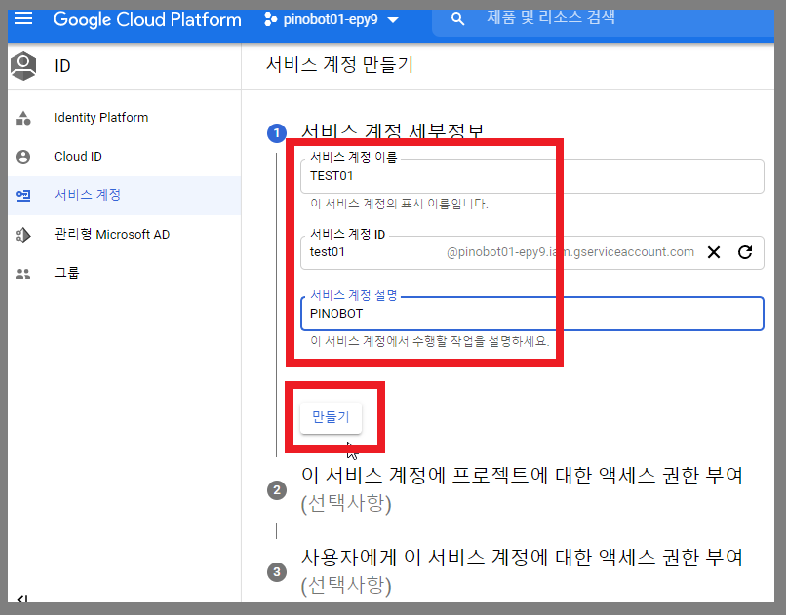 Google Cloud Platform
pinobot01-epy9
제품 및 리소스 검색
ID
서비스 계정 만들기
Identity Platform
Cloud ID
서비스 계정
관리형 Microsoft AD
그룹
1
서비스 계정 세부정보
서비스 계정 이름
TEST01
이 서비스 계정의 표시 이름입니다.
서비스 계정 ID
test01
@pinobot01-epy9.iam.gserviceaccount.com
서비스 계정 설명
PINOBOT
이 서비스 계정에서 수행할 작업을 설명하세요.
만들기
2
이 서비스 계정에 프로젝트에 대한 액세스 권한 부여
(선택사항)
3
사용자에게 이 서비스 계정에 대한 액세스 권한 부여
(선택사항)